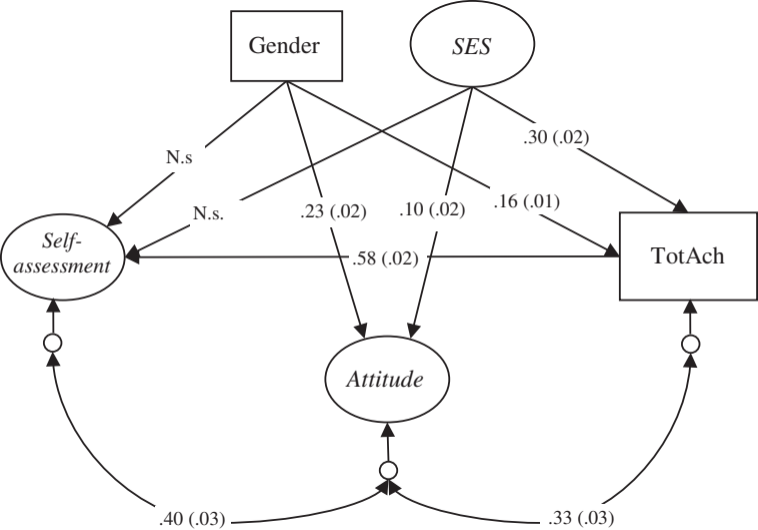 Gender
SES
.30 (.02)
N.s
.16 (.01)
N.s.
.23 (.02)
.10 (.02)
Self-
assessment
.58 (.02)
TotAch
Attitude
.40 (.03)
.33 (.03)